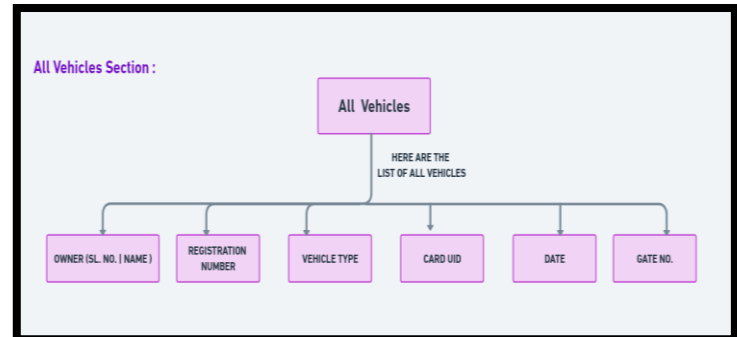 All Vehicles Section :
All Vehicles
HERE ARE THE
LIST OF ALL VEHICLES
OWNER (SL. NO. | NAME )
REGISTRATION
NUMBER
VEHICLE TYPE
CARD UID
DATE
GATE NO.